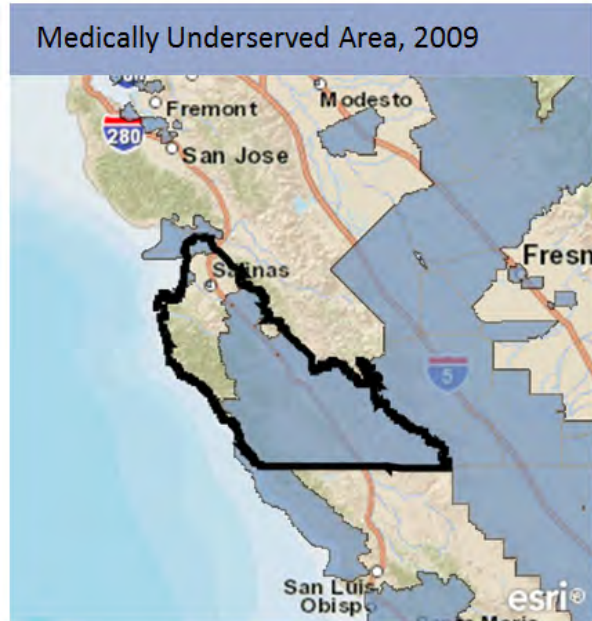 Medically Underserved Area, 2009
Fremont
Modesto
280
San Jose
Fresn
Salinas
5
San Luis
Obispo
esri®